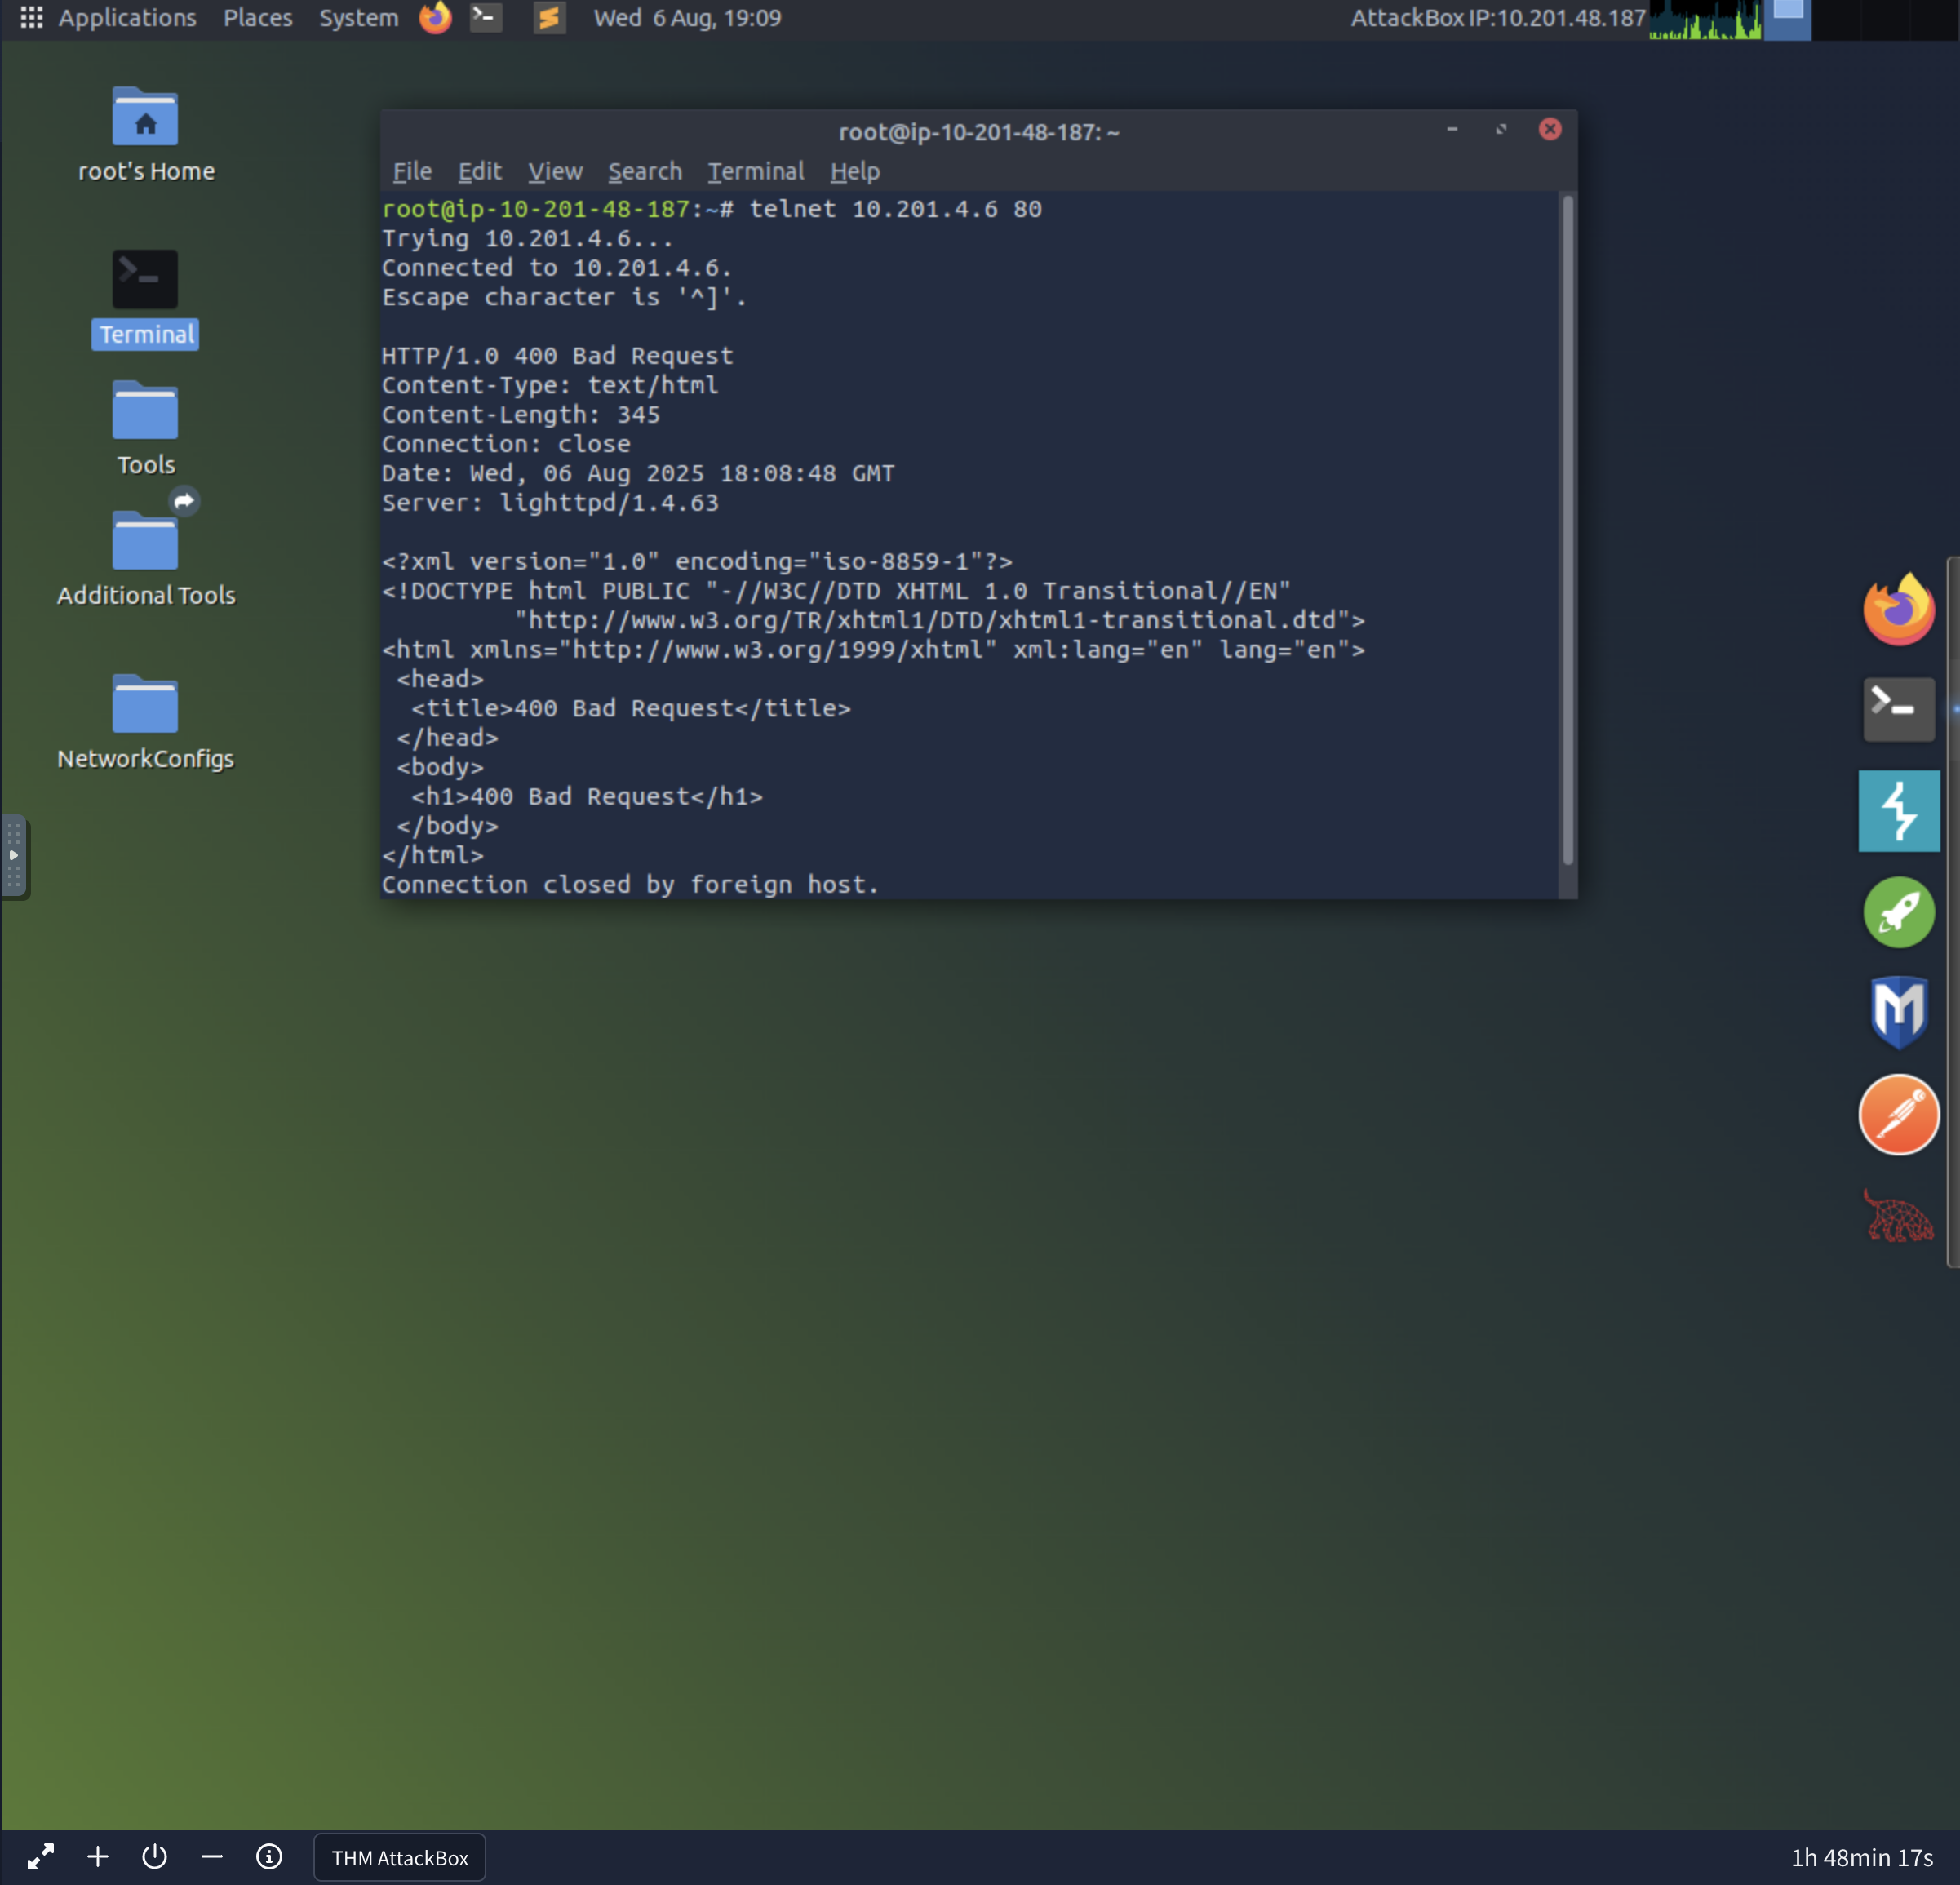 Applications Places System Wed 6 Aug, 19:09 AttackBox IP:10.201.48.187
root's Home
Terminal
Tools
Additional Tools
NetworkConfigs
root@ip-10-201-48-187: ~
File Edit View Search Terminal Help
root@ip-10-201-48-187:~# telnet 10.201.4.6 80
Trying 10.201.4.6...
Connected to 10.201.4.6.
Escape character is '^]'.
HTTP/1.0 400 Bad Request
Content-Type: text/html
Content-Length: 345
Connection: close
Date: Wed, 06 Aug 2025 18:08:48 GMT
Server: lighttpd/1.4.63
<?xml version="1.0" encoding="iso-8859-1"?>
<!DOCTYPE html PUBLIC "-//W3C//DTD XHTML 1.0 Transitional//EN"
         "http://www.w3.org/TR/xhtml1/DTD/xhtml1-transitional.dtd">
<html xmlns="http://www.w3.org/1999/xhtml" xml:lang="en" lang="en">
 <head>
  <title>400 Bad Request</title>
 </head>
 <body>
  <h1>400 Bad Request</h1>
 </body>
</html>
Connection closed by foreign host.
THM AttackBox 1h 48min 17s